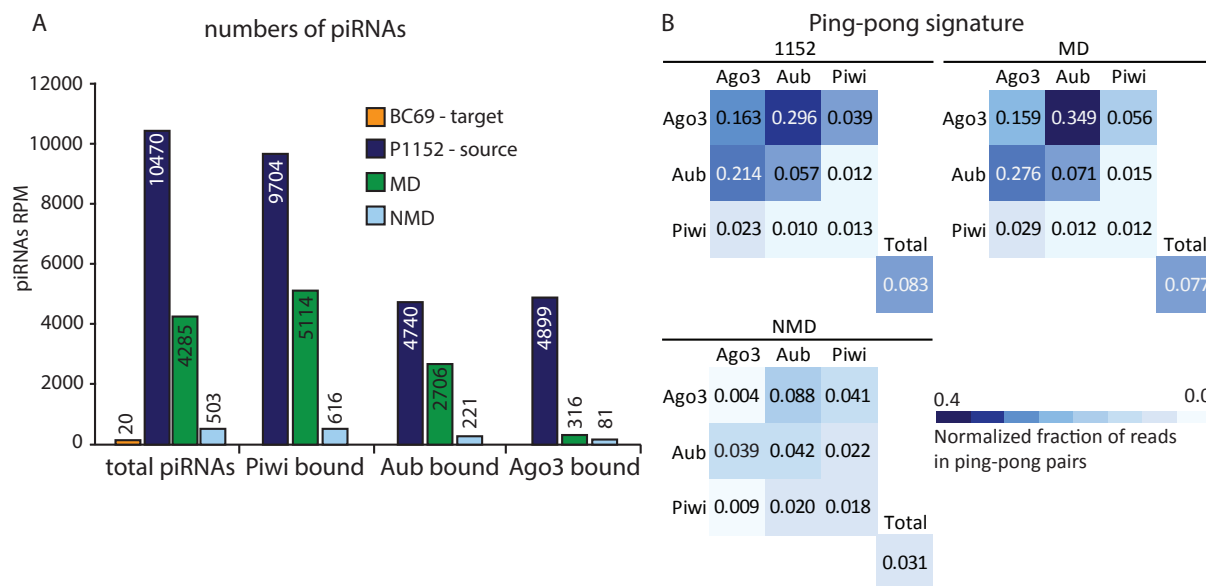 A
numbers of piRNAs
piRNAs RPM
12000
10000
8000
6000
4000
2000
0
BC69 - target
P1152 - source
MD
NMD
20
10470
4285
503
9704
5114
616
4740
2706
221
4899
316
81
total piRNAs
Piwi bound
Aub bound
Ago3 bound
B
Ping-pong signature
1152
Ago3 Aub Piwi
Ago3 0.163 0.296 0.039
Aub 0.214 0.057 0.012
Piwi 0.023 0.010 0.013
Total
0.083
MD
Ago3 Aub Piwi
Ago3 0.159 0.349 0.056
Aub 0.276 0.071 0.015
Piwi 0.029 0.012 0.012
Total
0.077
NMD
Ago3 Aub Piwi
Ago3 0.004 0.088 0.041
Aub 0.039 0.042 0.022
Piwi 0.009 0.020 0.018
Total
0.031
0.4 0.0
Normalized fraction of reads
in ping-pong pairs